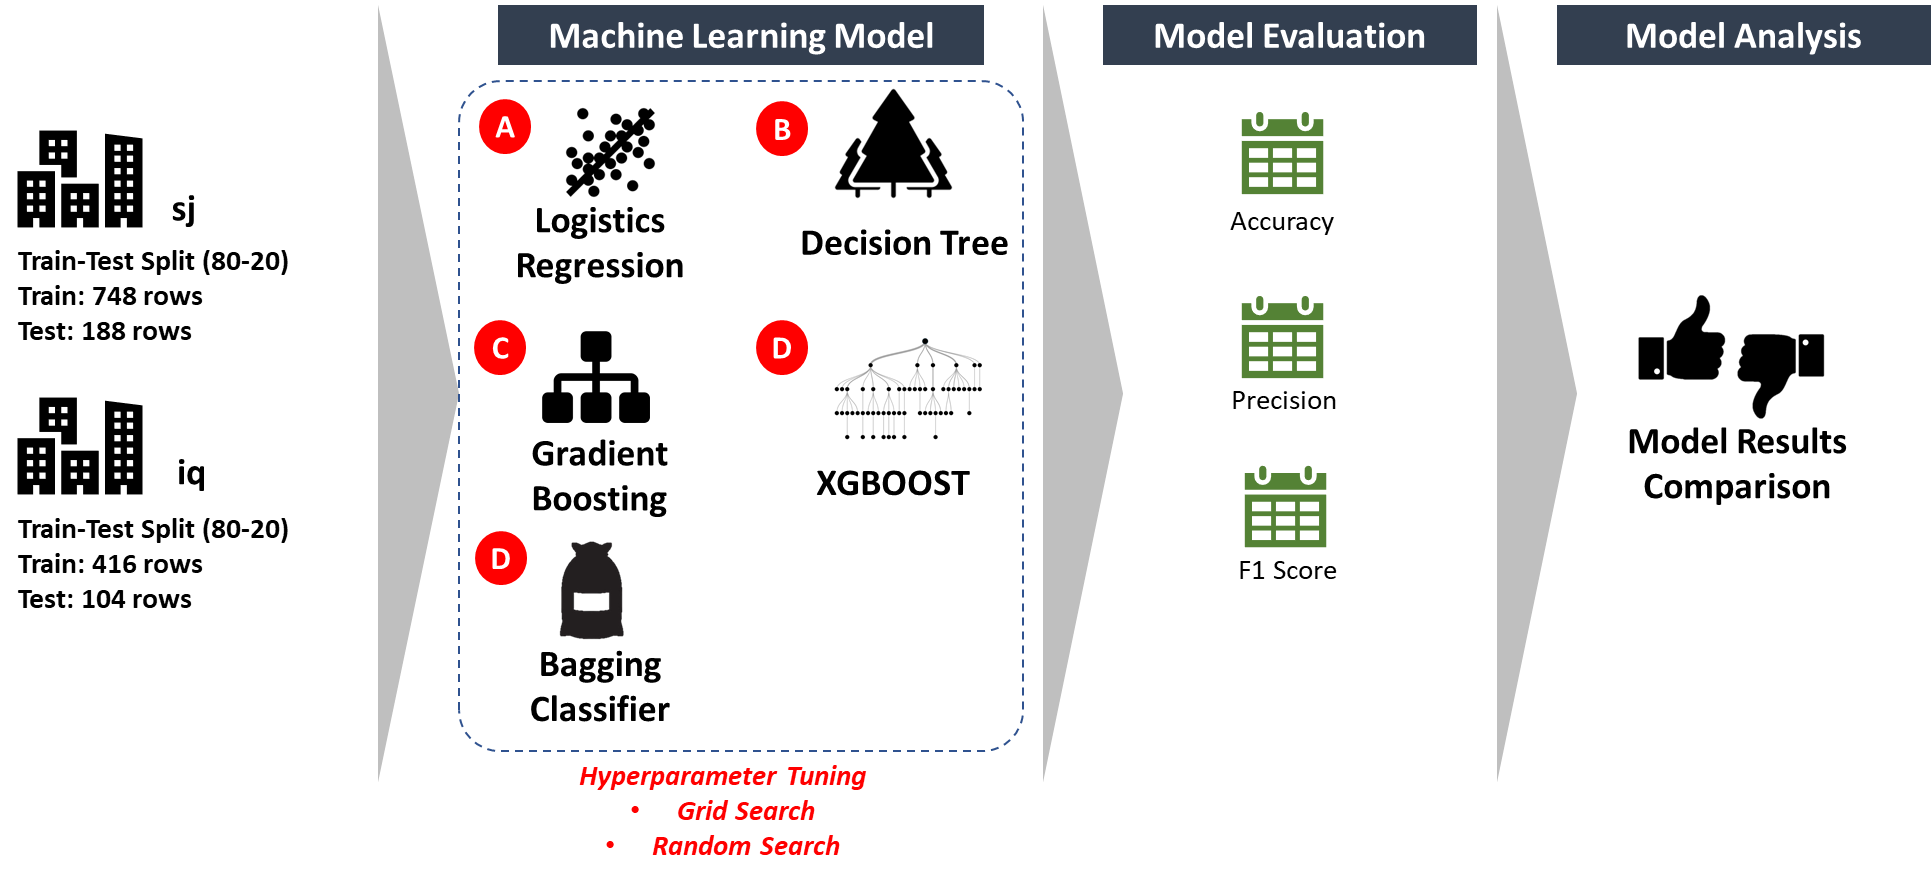 sj
Train-Test Split (80-20)
Train: 748 rows
Test: 188 rows
iq
Train-Test Split (80-20)
Train: 416 rows
Test: 104 rows
Machine Learning Model
A
Logistics
Regression
B
Decision Tree
C
Gradient
Boosting
D
XGBOOST
D
Bagging
Classifier
Hyperparameter Tuning
• Grid Search
• Random Search
Model Evaluation
Accuracy
Precision
F1 Score
Model Analysis
Model Results
Comparison